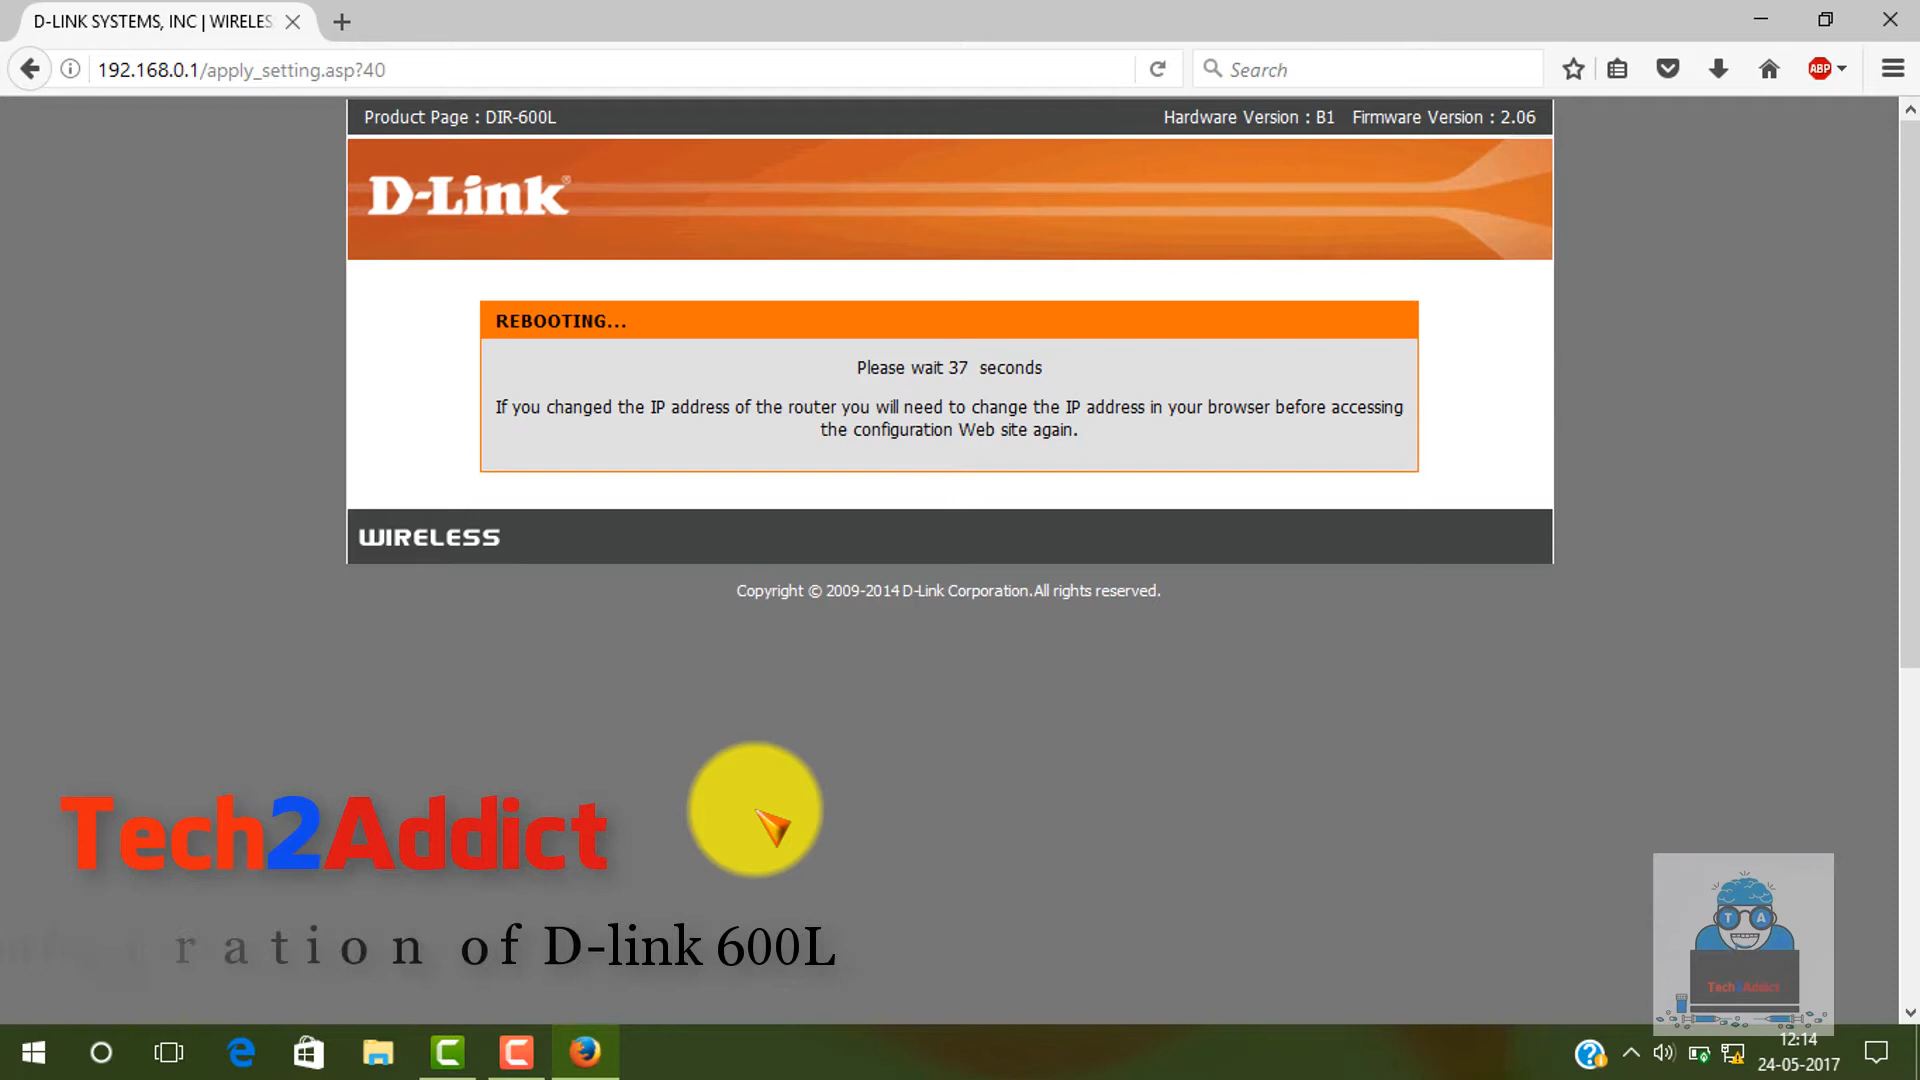 D-LINK SYSTEMS, INC | WIRELES
192.168.0.1/apply_setting.asp?40
Search
ABP
Product Page : DIR-600L
Hardware Version : B1 Firmware Version : 2.06
D-Link®
REBOOTING...
Please wait 37 seconds
If you changed the IP address of the router you will need to change the IP address in your browser before accessing
the configuration Web site again.
WIRELESS
Copyright © 2009-2014 D-Link Corporation.All rights reserved.
Tech2Addict
ration of D-link 600L
T A
Tech2Addict
12:14
24-05-2017